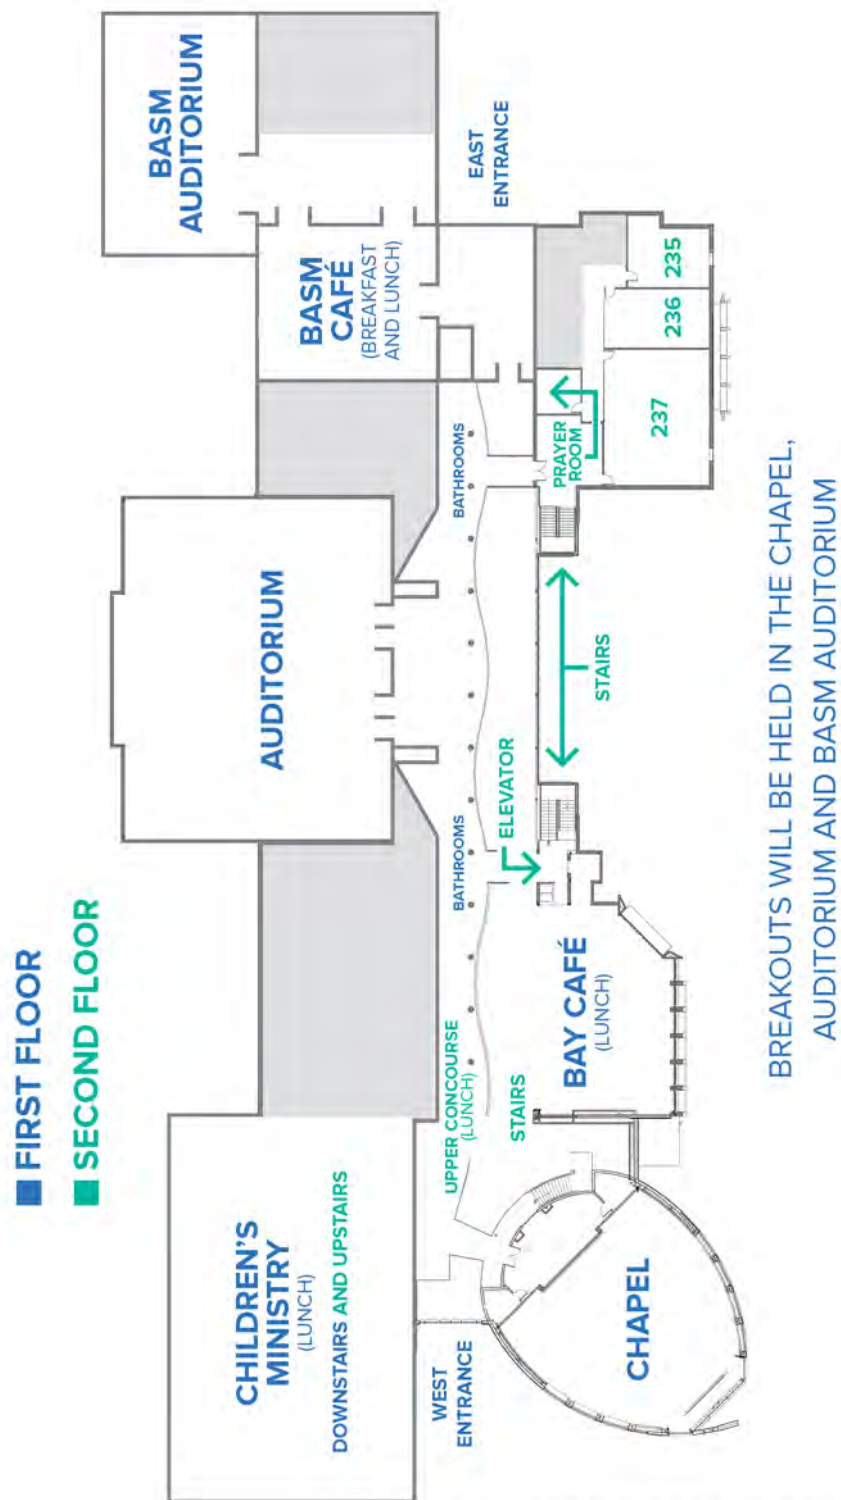 FIRST FLOOR
SECOND FLOOR
CHILDREN'S
MINISTRY
(LUNCH)
DOWNSTAIRS AND UPSTAIRS
WEST
ENTRANCE
CHAPEL
UPPER CONCOURSE
(LUNCH)
STAIRS
BAY CAFÉ
(LUNCH)
BATHROOMS
ELEVATOR
AUDITORIUM
STAIRS
BATHROOMS
PRAYER
ROOM
237
236
235
BASM
CAFÉ
(BREAKFAST
AND LUNCH)
BASM
AUDITORIUM
EAST
ENTRANCE
BREAKOUTS WILL BE HELD IN THE CHAPEL,
AUDITORIUM AND BASM AUDITORIUM